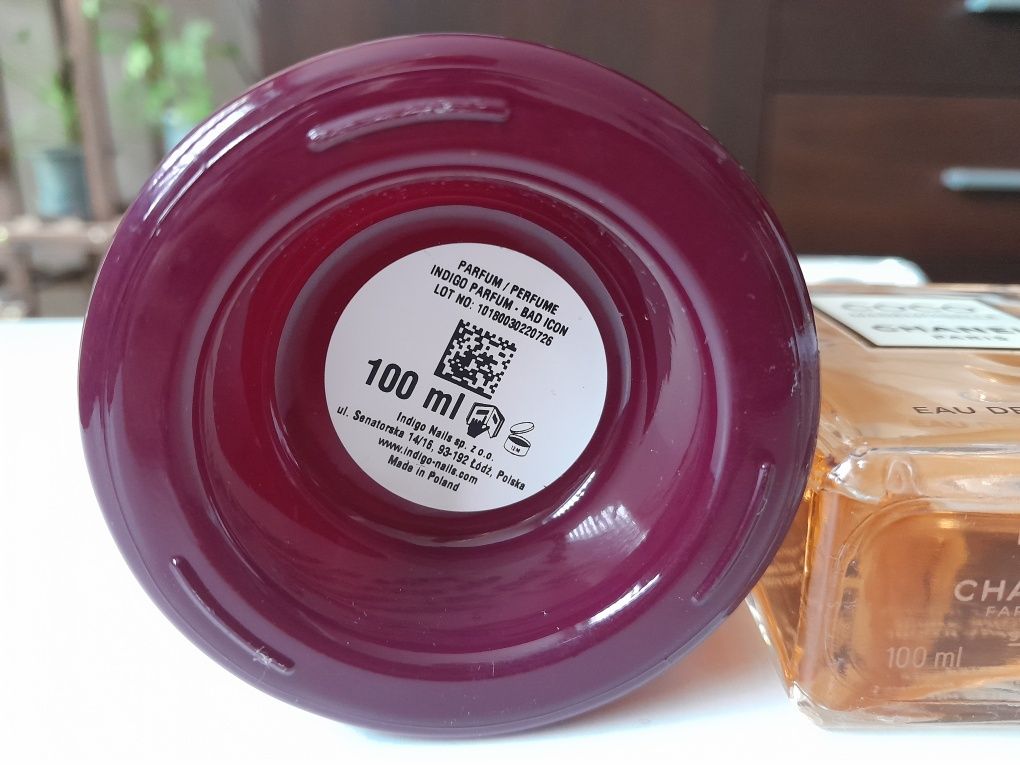 PARFUM / PERFUME
INDIGO PARFUM - BAD ICON
LOT NO: 10180030220726
100 ml
Indigo Nails sp. z o.o.
ul. Senatorska 14/16, 93-192 Łódź, Polska
www.indigo-nails.com
Made in Poland
PARIS
EAU DE
CHA
100 ml